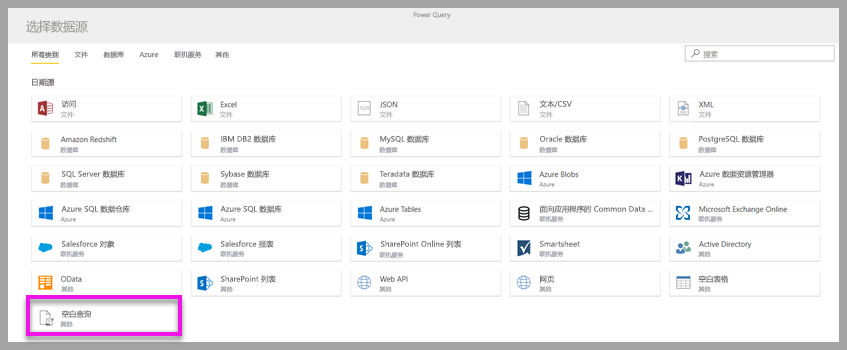 Power Query
选择数据源
所有类别 文件 数据库 Azure 联机服务 其他
搜索
日期源
访问 Excel JSON 文本/CSV XML
文件 文件 文件 文件 文件
Amazon Redshift IBM DB2 数据库 MySQL 数据库 Oracle 数据库 PostgreSQL 数据库
数据库 数据库 数据库 数据库 数据库
SQL Server 数据库 Sybase 数据库 Teradata 数据库 Azure Blobs Azure 数据资源管理器
数据库 数据库 数据库 Azure Azure
Azure SQL 数据仓库 Azure SQL 数据库 Azure Tables 面向应用程序的 Common Data ... Microsoft Exchange Online
Azure Azure Azure 联机服务 联机服务
Salesforce 对象 Salesforce 报表 SharePoint Online 列表 Smartsheet Active Directory
联机服务 联机服务 联机服务 联机服务 其他
OData SharePoint 列表 Web API 网页 空白表格
其他 其他 其他 其他 其他
空白查询
其他